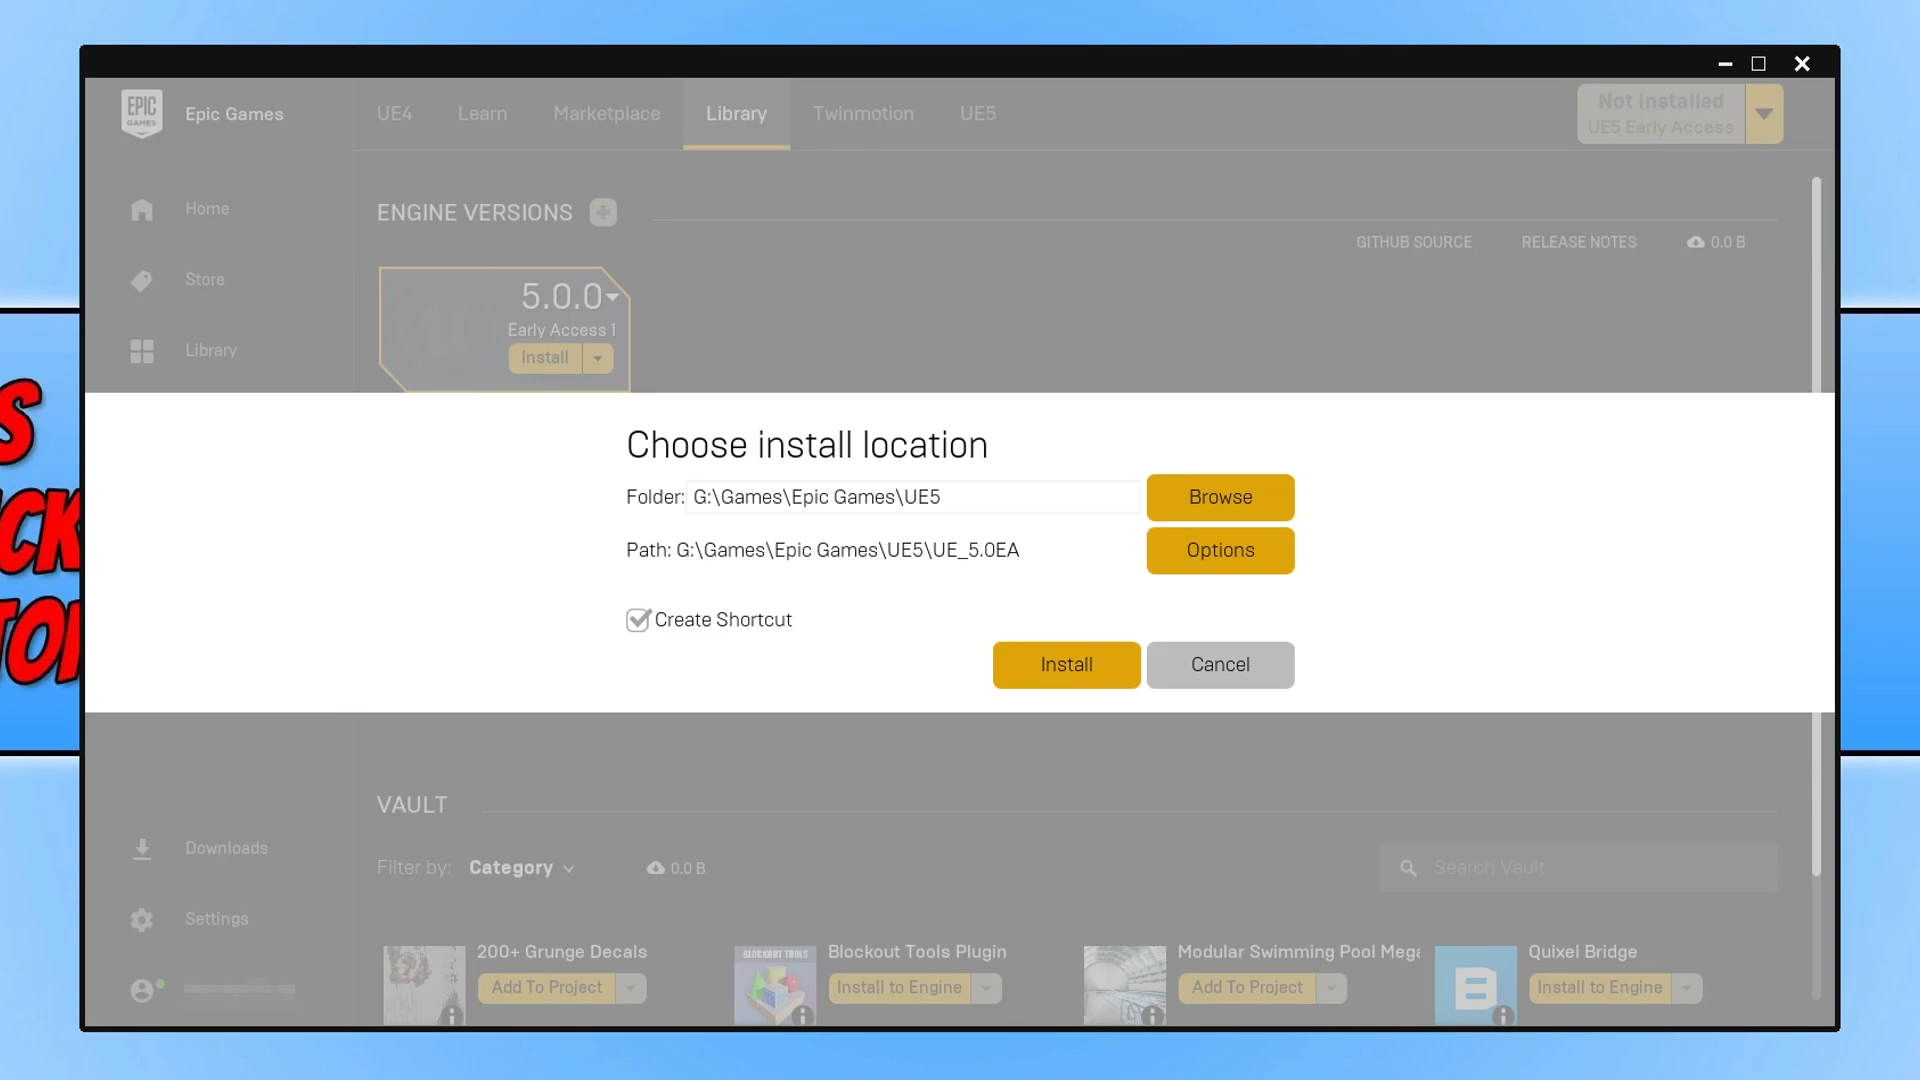 EPIC
GAMES
Epic Games
UE4
Learn
Marketplace
Library
Twinmotion
UE5
Not Installed
UE5 Early Access
Home
Store
Library
ENGINE VERSIONS
GITHUB SOURCE
RELEASE NOTES
0.0 B
5.0.0
Early Access 1
Install
Choose install location
Folder: G:\Games\Epic Games\UE5
Browse
Path: G:\Games\Epic Games\UE5\UE_5.0EA
Options
Create Shortcut
Install
Cancel
VAULT
Downloads
Settings
Filter by:
Category
0.0 B
Search Vault
200+ Grunge Decals
Add To Project
BLOCKOUT TOOLS
Blockout Tools Plugin
Install to Engine
Modular Swimming Pool Mega
Add To Project
Quixel Bridge
Install to Engine